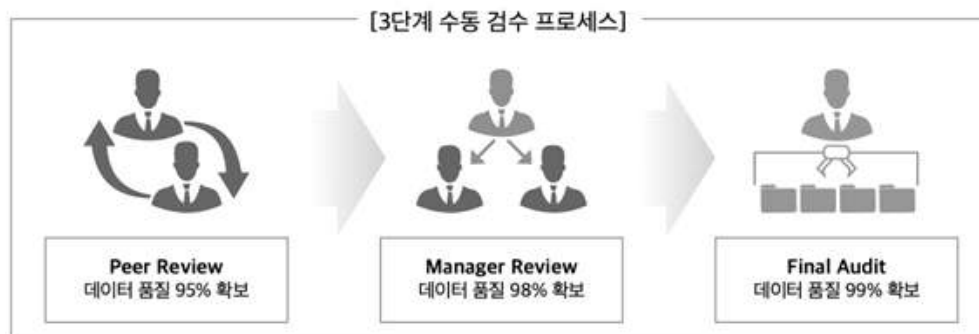 [3단계 수동 검수 프로세스]
Peer Review
데이터 품질 95% 확보
Manager Review
데이터 품질 98% 확보
Final Audit
데이터 품질 99% 확보